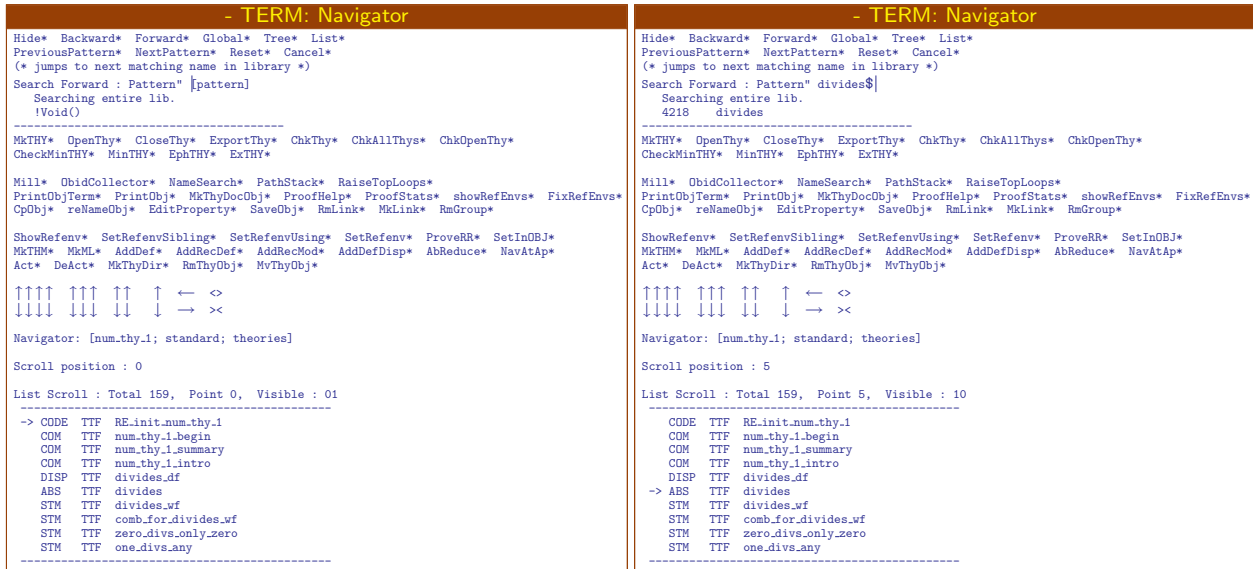 - TERM: Navigator
Hide* Backward* Forward* Global* Tree* List*
PreviousPattern* NextPattern* Reset* Cancel*
(* jumps to next matching name in library *)
Search Forward : Pattern" [pattern]
Searching entire lib.
!Void()
----------------------------------------
MkTHY* OpenThy* CloseThy* ExportThy* ChkThy* ChkAllThys* ChkOpenThy*
CheckMinTHY* MinTHY* EphTHY* ExTHY*
Mill* ObidCollector* NameSearch* PathStack* RaiseTopLoops*
PrintObjTerm* PrintObj* MkThyDocObj* ProofHelp* ProofStats* showRefEnvs* FixRefEnvs*
CpObj* reNameObj* EditProperty* SaveObj* RmLink* MkLink* RmGroup*
ShowRefenv* SetRefenvSibling* SetRefenvUsing* SetRefenv* ProveRR* SetInOBJ*
MkTHM* MkML* AddDef* AddRecDef* AddRecMod* AddDefDisp* AbReduce* NavAtAp*
Act* DeAct* MkThyDir* RmThyObj* MvThyObj*
↑↑↑↑ ↑↑↑ ↑↑ ↑ ← <>
↓↓↓↓ ↓↓↓ ↓↓ ↓ → ><
Navigator: [num_thy_1; standard; theories]
Scroll position : 0
List Scroll : Total 159, Point 0, Visible : 01
----------------------------------------------
-> CODE TTF RE_init_num_thy_1
COM TTF num_thy_1_begin
COM TTF num_thy_1_summary
COM TTF num_thy_1_intro
DISP TTF divides_df
ABS TTF divides
STM TTF divides_wf
STM TTF comb_for_divides_wf
STM TTF zero_divs_only_zero
STM TTF one_divs_any
----------------------------------------------
- TERM: Navigator
Hide* Backward* Forward* Global* Tree* List*
PreviousPattern* NextPattern* Reset* Cancel*
(* jumps to next matching name in library *)
Search Forward : Pattern" divides$
Searching entire lib.
4218 divides
----------------------------------------
MkTHY* OpenThy* CloseThy* ExportThy* ChkThy* ChkAllThys* ChkOpenThy*
CheckMinTHY* MinTHY* EphTHY* ExTHY*
Mill* ObidCollector* NameSearch* PathStack* RaiseTopLoops*
PrintObjTerm* PrintObj* MkThyDocObj* ProofHelp* ProofStats* showRefEnvs* FixRefEnvs*
CpObj* reNameObj* EditProperty* SaveObj* RmLink* MkLink* RmGroup*
ShowRefenv* SetRefenvSibling* SetRefenvUsing* SetRefenv* ProveRR* SetInOBJ*
MkTHM* MkML* AddDef* AddRecDef* AddRecMod* AddDefDisp* AbReduce* NavAtAp*
Act* DeAct* MkThyDir* RmThyObj* MvThyObj*
↑↑↑↑ ↑↑↑ ↑↑ ↑ ← <>
↓↓↓↓ ↓↓↓ ↓↓ ↓ → ><
Navigator: [num_thy_1; standard; theories]
Scroll position : 5
List Scroll : Total 159, Point 5, Visible : 10
----------------------------------------------
CODE TTF RE_init_num_thy_1
COM TTF num_thy_1_begin
COM TTF num_thy_1_summary
COM TTF num_thy_1_intro
DISP TTF divides_df
-> ABS TTF divides
STM TTF divides_wf
STM TTF comb_for_divides_wf
STM TTF zero_divs_only_zero
STM TTF one_divs_any
----------------------------------------------